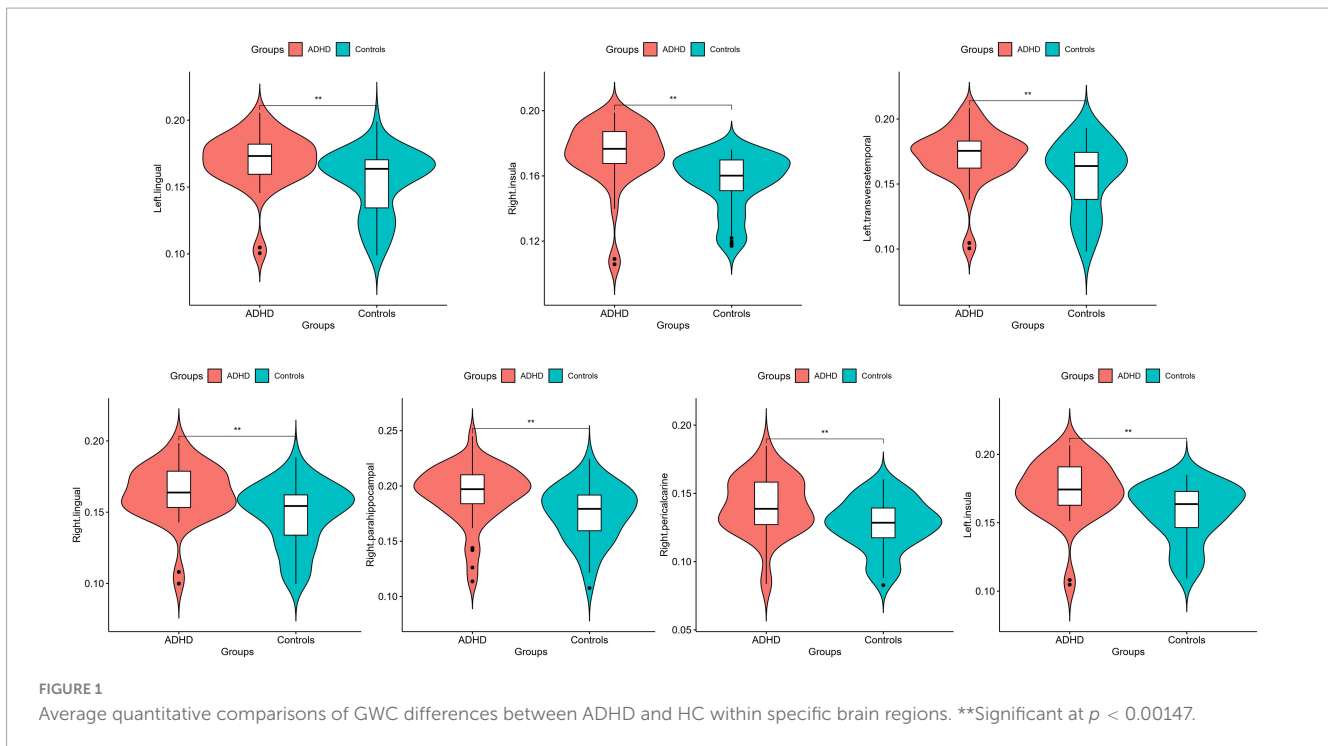 Groups ADHD Controls
Groups ADHD Controls
Groups ADHD Controls
Left.lingual
0.20
0.15
0.10
**
ADHD Controls
Groups
Right.insula
0.20
0.16
0.12
**
ADHD Controls
Groups
Left.transversetemporal
0.20
0.15
0.10
**
ADHD Controls
Groups
Groups ADHD Controls
Groups ADHD Controls
Groups ADHD Controls
Groups ADHD Controls
Right.lingual
0.20
0.15
0.10
**
ADHD Controls
Groups
Right.parahippocampal
0.25
0.20
0.15
0.10
**
ADHD Controls
Groups
Right.pericalcarine
0.20
0.15
0.10
0.05
**
ADHD Controls
Groups
Left.insula
0.20
0.15
0.10
**
ADHD Controls
Groups
FIGURE 1
Average quantitative comparisons of GWC differences between ADHD and HC within specific brain regions. **Significant at p < 0.00147.